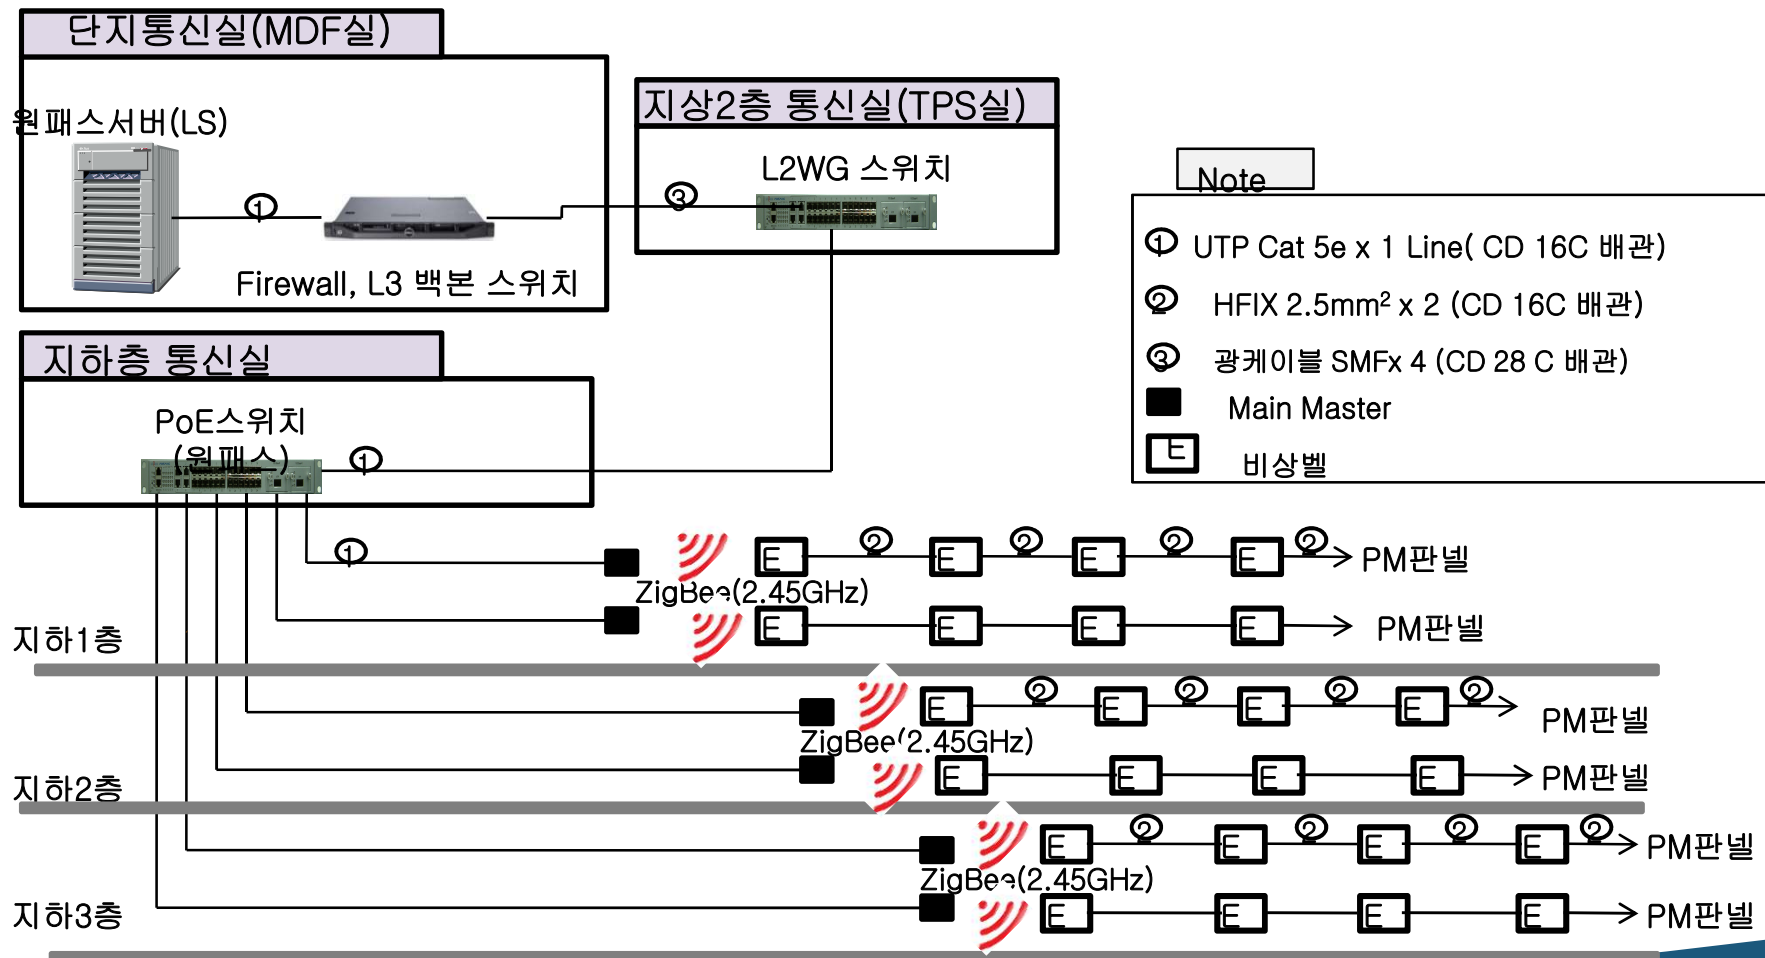 단지통신실(MDF실)
원패스서버(LS)
①
Firewall, L3 백본 스위치
지상2층 통신실(TPS실)
L2WG 스위치
③
Note
① UTP Cat 5e x 1 Line( CD 16C 배관)
② HFIX 2.5mm² x 2 (CD 16C 배관)
③ 광케이블 SMFx 4 (CD 28 C 배관)
Main Master
E 비상벨
지하층 통신실
PoE스위치
(원패스)
①
①
E ② E ② E ② E ② PM판넬
ZigBee(2.45GHz)
E E E E PM판넬
지하1층
E ② E ② E ② E ② PM판넬
ZigBee(2.45GHz)
E E E E PM판넬
지하2층
E ② E ② E ② E ② PM판넬
ZigBee(2.45GHz)
E E E E PM판넬
지하3층